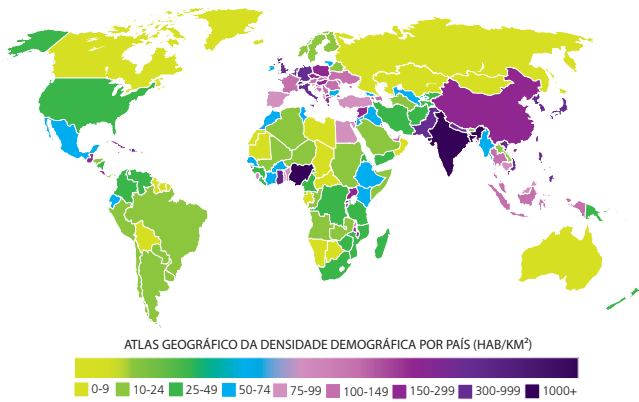 ATLAS GEOGRÁFICO DA DENSIDADE DEMOGRÁFICA POR PAÍS (HAB/KM²)
0-9 10-24 25-49 50-74 75-99 100-149 150-299 300-999 1000+